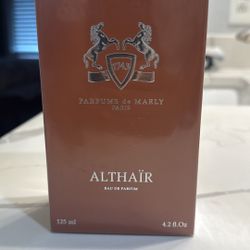 1743
PARFUMS de MARLY
PARIS
ALTHAÏR
EAU DE PARFUM
125 ml 4.2 fl.Oz